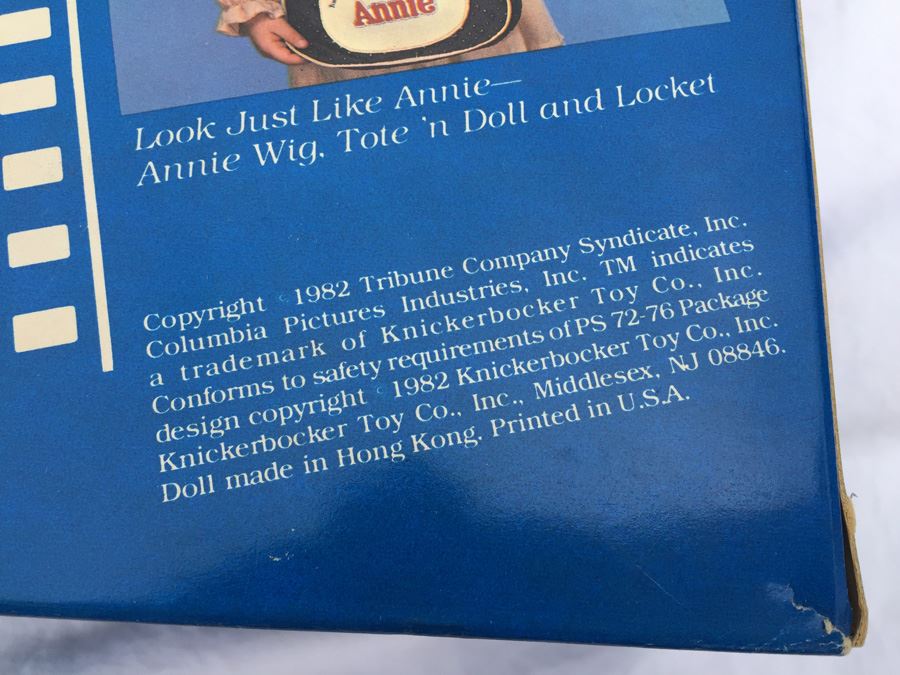 Annie
Look Just Like Annie—
Annie Wig, Tote 'n Doll and Locket
Copyright © 1982 Tribune Company Syndicate, Inc.
Columbia Pictures Industries, Inc. TM indicates
a trademark of Knickerbocker Toy Co., Inc.
Conforms to safety requirements of PS 72-76 Package
design copyright © 1982 Knickerbocker Toy Co., Inc.
Knickerbocker Toy Co., Inc., Middlesex, NJ 08846.
Doll made in Hong Kong. Printed in U.S.A.